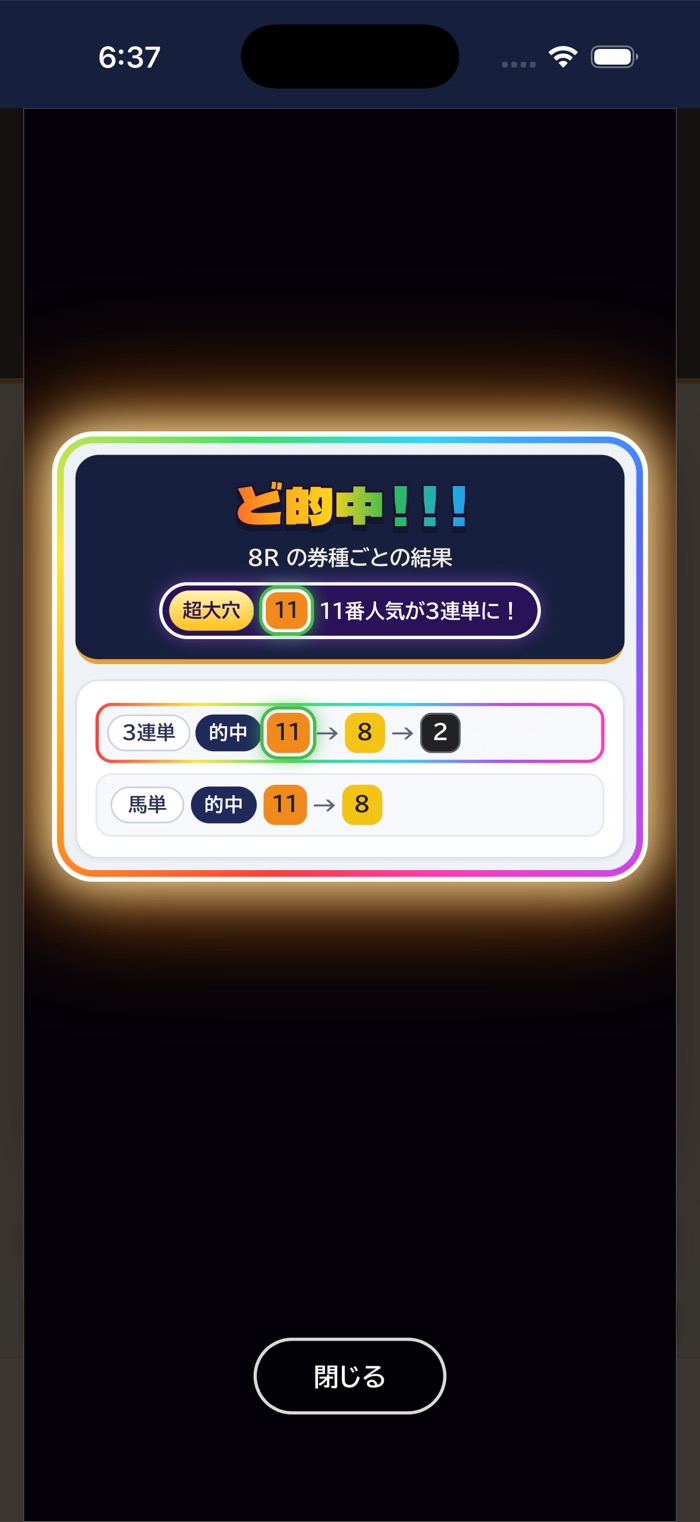 6:37
ど的中!!!
8R の券種ごとの結果
超大穴 11 11番人気が3連単に！
3連単 的中 11 → 8 → 2
馬単 的中 11 → 8
閉じる